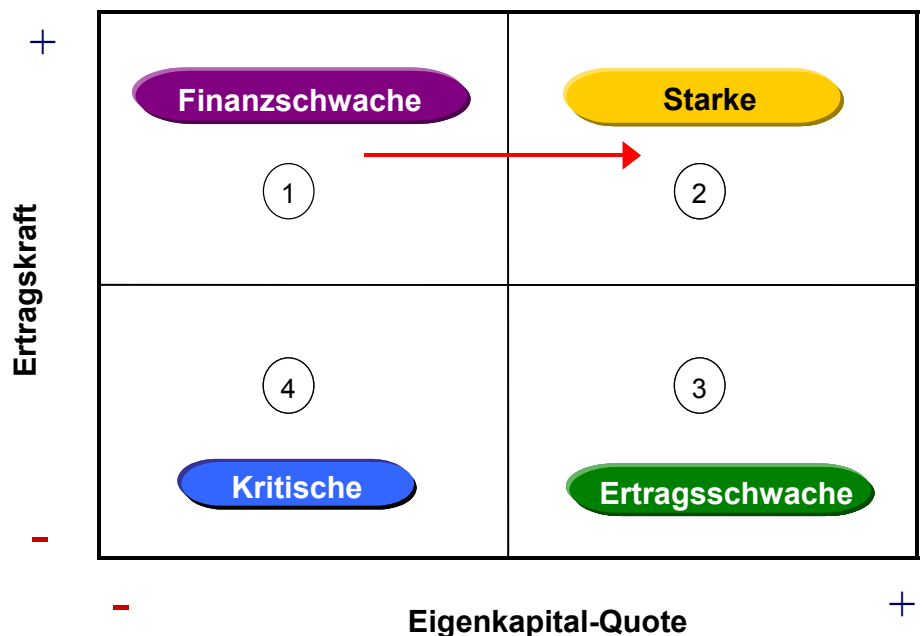 +
Finanzschwache
Starke
1
2
Ertragskraft
4
3
Kritische
Ertragsschwache
-
-
+
Eigenkapital-Quote